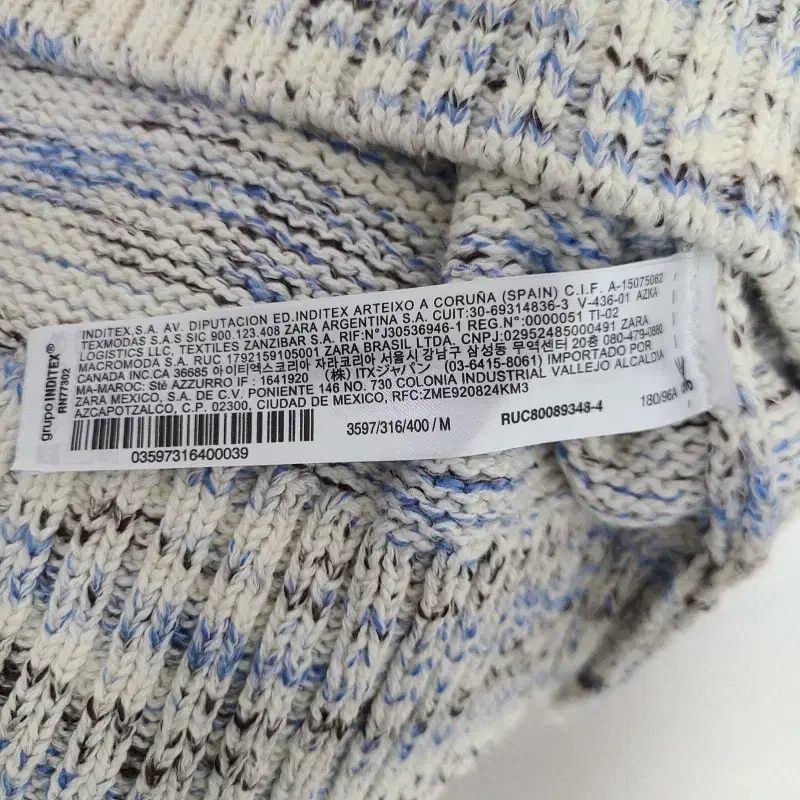 grupo INDITEX®
RN77302
INDITEX,S.A. AV. DIPUTACION ED.INDITEX ARTEIXO A CORUÑA (SPAIN) C.I.F. A-15075062
TEXMODAS S.A.S SIC 900.123.408 ZARA ARGENTINA S.A. CUIT:30-69314836-3 V-436-01 AZKA
LOGISTICS LLC, TEXTILES ZANZIBAR S.A. RIF:N°J30536946-1 REG.N°:0000051 TI-02
MACROMODA S.A. RUC 1792159105001 ZARA BRASIL LTDA. CNPJ:02952485000491 ZARA
CANADA INC.CA 36685 아이티엑스코리아 자라코리아 서울시 강남구 삼성동 무역센터 20층 080-479-0880
MA-MAROC: Sté AZZURRO IF : 1641920 (株) ITXジャパン (03-6415-8061) IMPORTADO POR
ZARA MEXICO, S.A. DE C.V. PONIENTE 146 NO. 730 COLONIA INDUSTRIAL VALLEJO ALCALDIA
AZCAPOTZALCO, C.P. 02300, CIUDAD DE MEXICO, RFC:ZME920824KM3
03597316400039
3597/316/400 / M
RUC80089348-4
180/96A